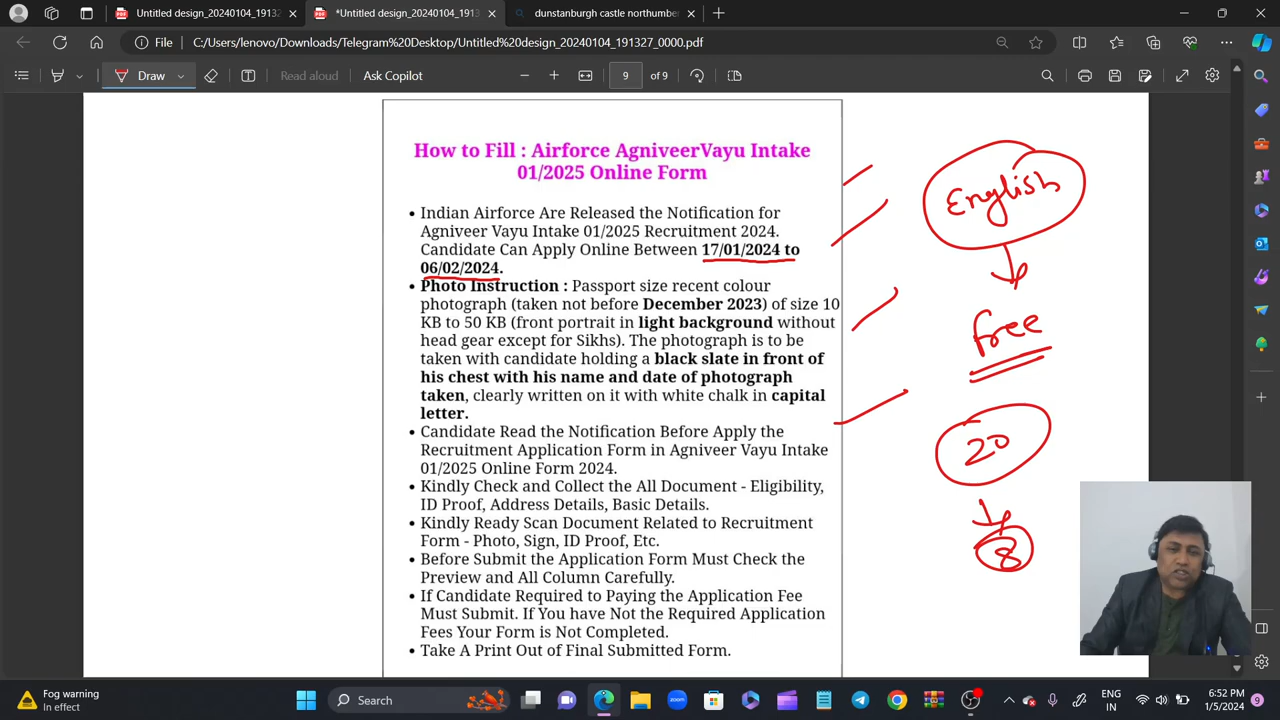 Untitled design_20240104_19132
*Untitled design_20240104_1913
dunstanburgh castle northumber
File
C:/Users/lenovo/Downloads/Telegram%20Desktop/Untitled%20design_20240104_191327_0000.pdf
Draw
Read aloud
Ask Copilot
9
of 9
How to Fill : Airforce AgniveerVayu Intake
01/2025 Online Form
• Indian Airforce Are Released the Notification for
Agniveer Vayu Intake 01/2025 Recruitment 2024.
Candidate Can Apply Online Between 17/01/2024 to
06/02/2024.
• Photo Instruction : Passport size recent colour
photograph (taken not before December 2023) of size 10
KB to 50 KB (front portrait in light background without
head gear except for Sikhs). The photograph is to be
taken with candidate holding a black slate in front of
his chest with his name and date of photograph
taken, clearly written on it with white chalk in capital
letter.
• Candidate Read the Notification Before Apply the
Recruitment Application Form in Agniveer Vayu Intake
01/2025 Online Form 2024.
• Kindly Check and Collect the All Document - Eligibility,
ID Proof, Address Details, Basic Details.
• Kindly Ready Scan Document Related to Recruitment
Form - Photo, Sign, ID Proof, Etc.
• Before Submit the Application Form Must Check the
Preview and All Column Carefully.
• If Candidate Required to Paying the Application Fee
Must Submit. If You have Not the Required Application
Fees Your Form is Not Completed.
• Take A Print Out of Final Submitted Form.
English
free
20
8
Fog warning
In effect
Search
zoom
ENG
IN
6:52 PM
1/5/2024